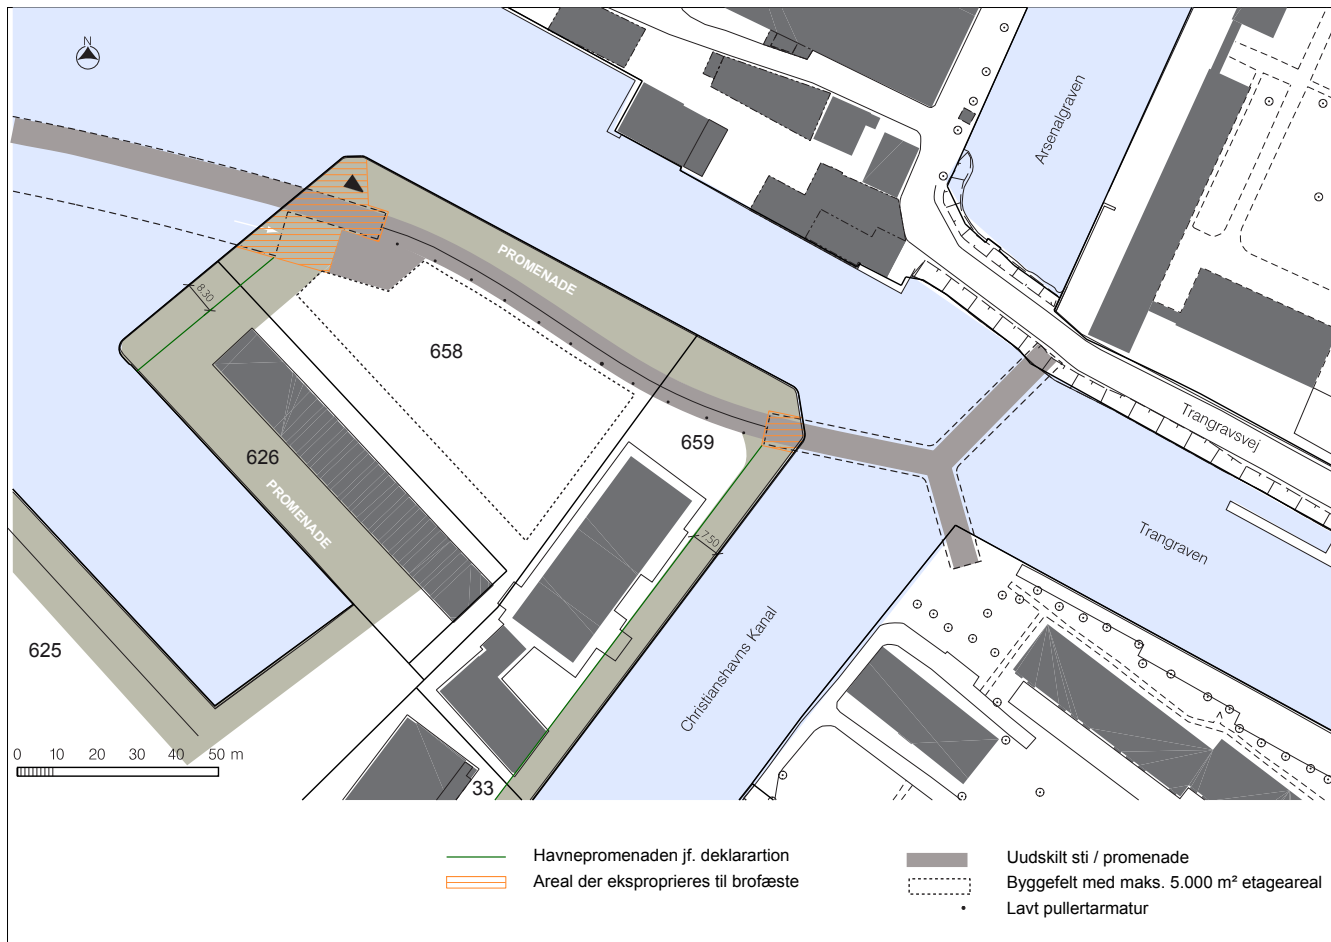 N
Arsenalgraven
PROMENADE
8.30
658
659
626
PROMENADE
Trangravsvej
Trangraven
7.50
Christianshavns Kanal
625
0 10 20 30 40 50 m
33
Havnepromenaden jf. deklarartion
Areal der eksproprieres til brofæste
Uudskilt sti / promenade
Byggefelt med maks. 5.000 m² etageareal
Lavt pullertarmatur